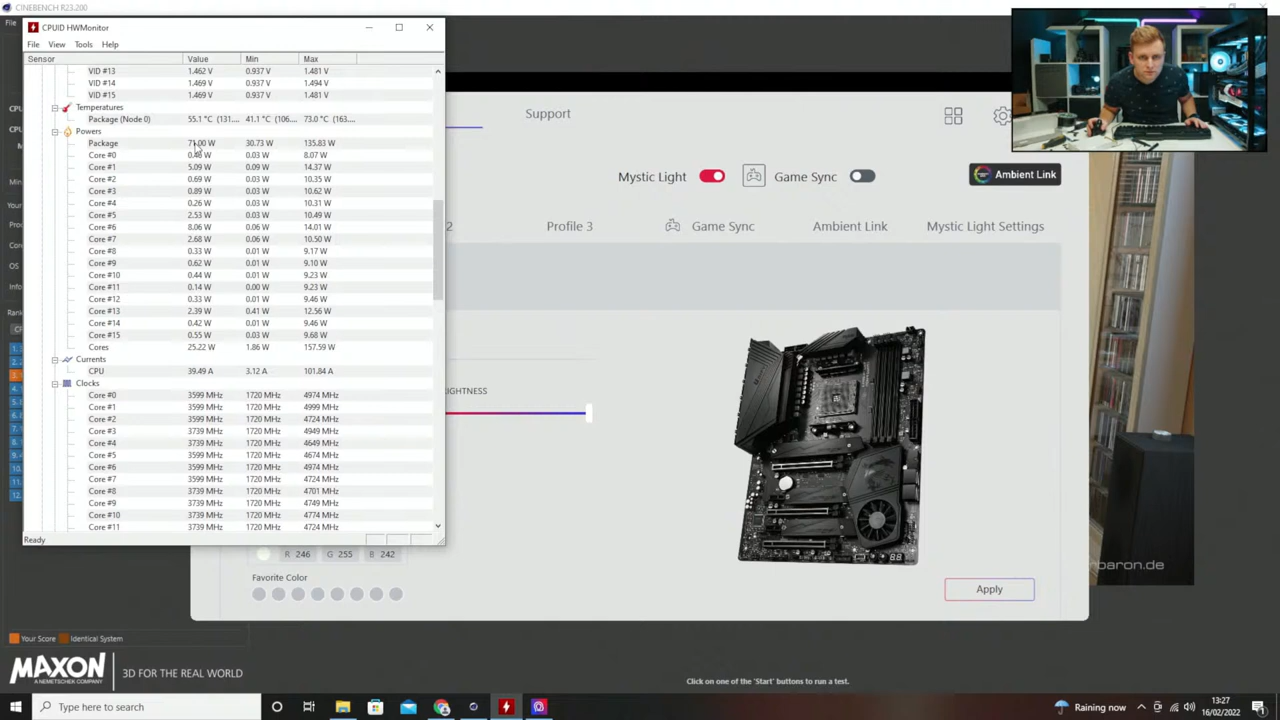 CINEBENCH R23.200
File
CPUID HWMonitor
File View Tools Help
Sensor Value Min Max
VID #13 1.462 V 0.937 V 1.481 V
VID #14 1.469 V 0.937 V 1.494 V
VID #15 1.469 V 0.937 V 1.481 V
Temperatures
Package (Node 0) 55.1 °C (131.... 41.1 °C (106.... 73.0 °C (163....
Powers
Package 71.00 W 30.73 W 135.83 W
Core #0 0.46 W 0.03 W 8.07 W
Core #1 5.09 W 0.09 W 14.37 W
Core #2 0.69 W 0.03 W 10.35 W
Core #3 0.89 W 0.03 W 10.62 W
Core #4 0.26 W 0.03 W 10.31 W
Core #5 2.53 W 0.03 W 10.49 W
Core #6 8.06 W 0.06 W 14.01 W
Core #7 2.68 W 0.06 W 10.50 W
Core #8 0.33 W 0.01 W 9.17 W
Core #9 0.62 W 0.01 W 9.10 W
Core #10 0.44 W 0.01 W 9.23 W
Core #11 0.14 W 0.00 W 9.23 W
Core #12 0.33 W 0.01 W 9.46 W
Core #13 2.39 W 0.41 W 12.56 W
Core #14 0.42 W 0.01 W 9.46 W
Core #15 0.55 W 0.03 W 9.68 W
Cores 25.22 W 1.86 W 157.59 W
Currents
CPU 39.49 A 3.12 A 101.84 A
Clocks
Core #0 3599 MHz 1720 MHz 4974 MHz
Core #1 3599 MHz 1720 MHz 4999 MHz
Core #2 3599 MHz 1720 MHz 4724 MHz
Core #3 3739 MHz 1720 MHz 4949 MHz
Core #4 3739 MHz 1720 MHz 4649 MHz
Core #5 3599 MHz 1720 MHz 4674 MHz
Core #6 3599 MHz 1720 MHz 4974 MHz
Core #7 3599 MHz 1720 MHz 4724 MHz
Core #8 3739 MHz 1720 MHz 4701 MHz
Core #9 3739 MHz 1720 MHz 4749 MHz
Core #10 3739 MHz 1720 MHz 4774 MHz
Core #11 3739 MHz 1720 MHz 4724 MHz
Ready
Support
Mystic Light Game Sync Ambient Link
2 Profile 3 Game Sync Ambient Link Mystic Light Settings
IGHTNESS
R 246 G 255 B 242
Favorite Color
Apply
baron.de
Your Score Identical System
MAXON
A NEMETSCHEK COMPANY
3D FOR THE REAL WORLD
Click on one of the 'Start' buttons to run a test.
Type here to search
Raining now
13:27
16/02/2022